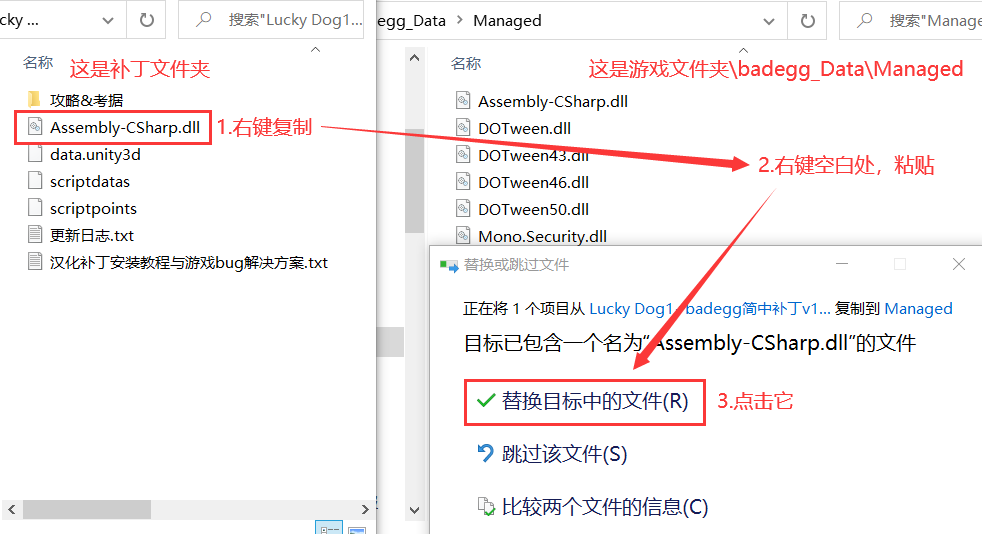 cky ...
搜索"Lucky Dog1...
egg_Data > Managed
搜索"Manage
名称
这是补丁文件夹
攻略&考据
Assembly-CSharp.dll
1.右键复制
data.unity3d
scriptdatas
scriptpoints
更新日志.txt
汉化补丁安装教程与游戏bug解决方案.txt
名称
这是游戏文件夹\badegg_Data\Managed
Assembly-CSharp.dll
DOTween.dll
DOTween43.dll
2.右键空白处，粘贴
DOTween46.dll
DOTween50.dll
Mono.Security.dll
替换或跳过文件
正在将 1 个项目从 Lucky Dog1 badegg简中补丁v1... 复制到 Managed
目标已包含一个名为"Assembly-CSharp.dll"的文件
替换目标中的文件(R)
3.点击它
跳过该文件(S)
比较两个文件的信息(C)